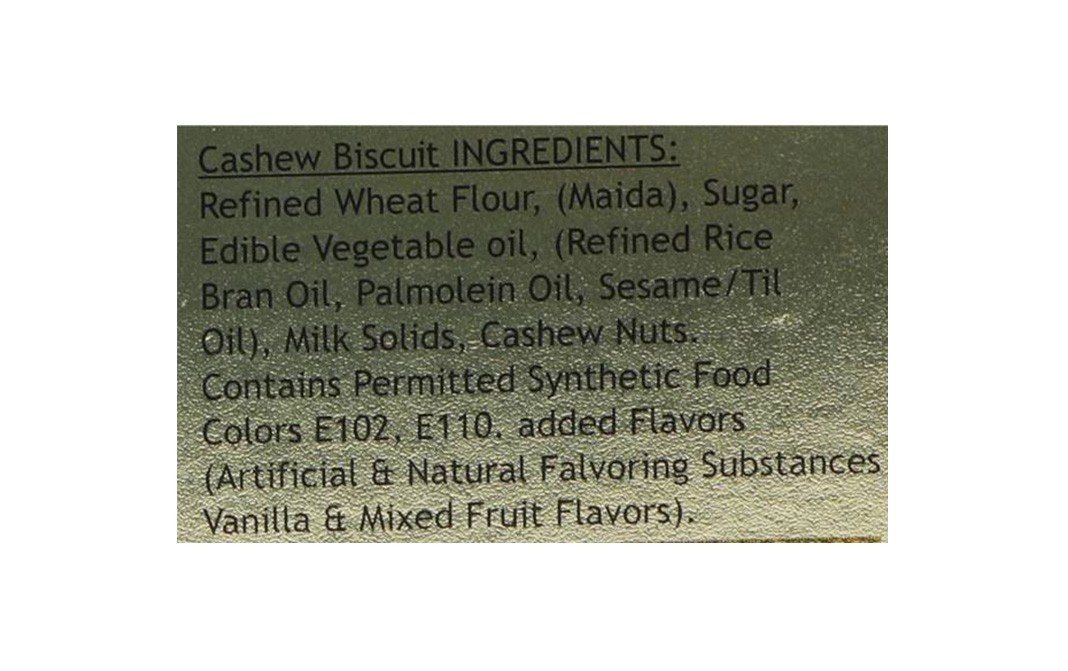 Cashew Biscuit INGREDIENTS:
Refined Wheat Flour, (Maida), Sugar,
Edible Vegetable oil, (Refined Rice
Bran Oil, Palmolein Oil, Sesame/Til
Oil), Milk Solids, Cashew Nuts.
Contains Permitted Synthetic Food
Colors E102, E110. added Flavors
(Artificial & Natural Falvoring Substances
Vanilla & Mixed Fruit Flavors).